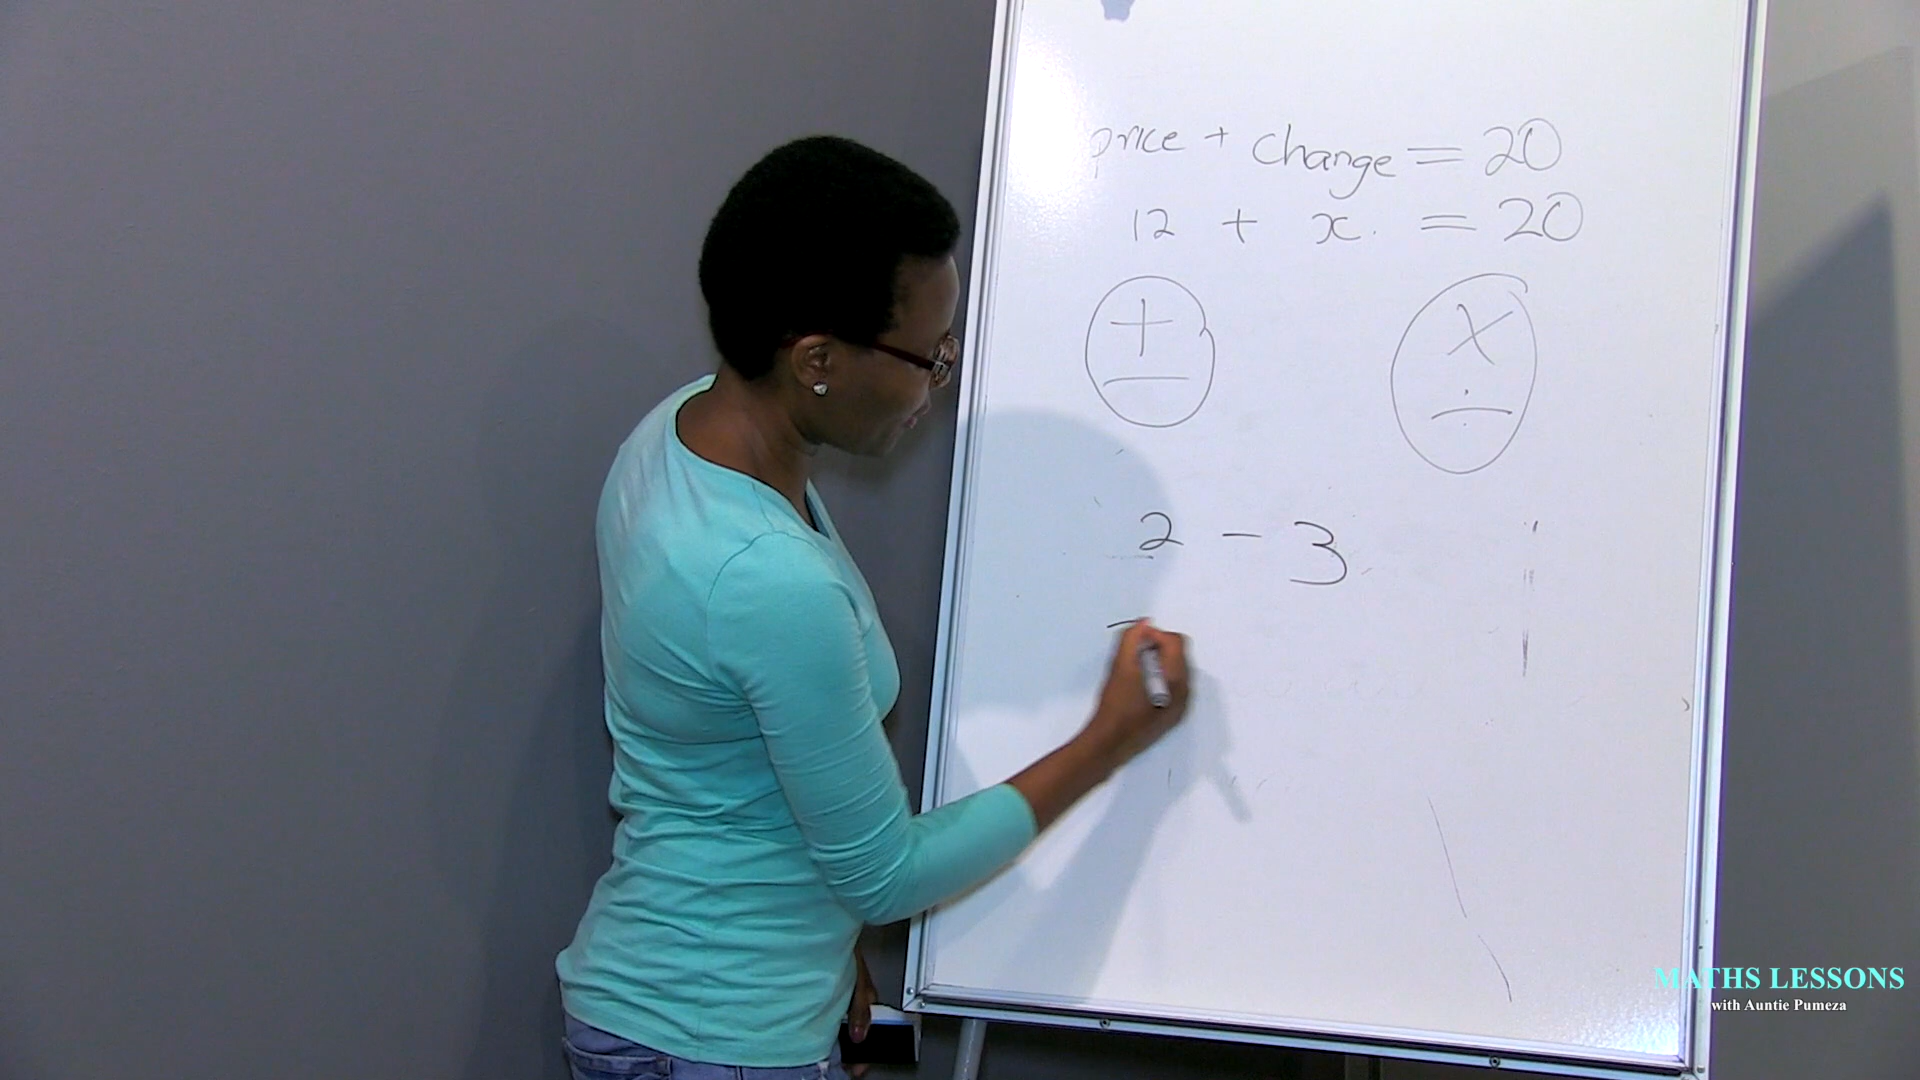 price + change = 20
12 + x = 20
+ ×
− ÷
2 − 3
MATHS LESSONS
with Auntie Pumeza